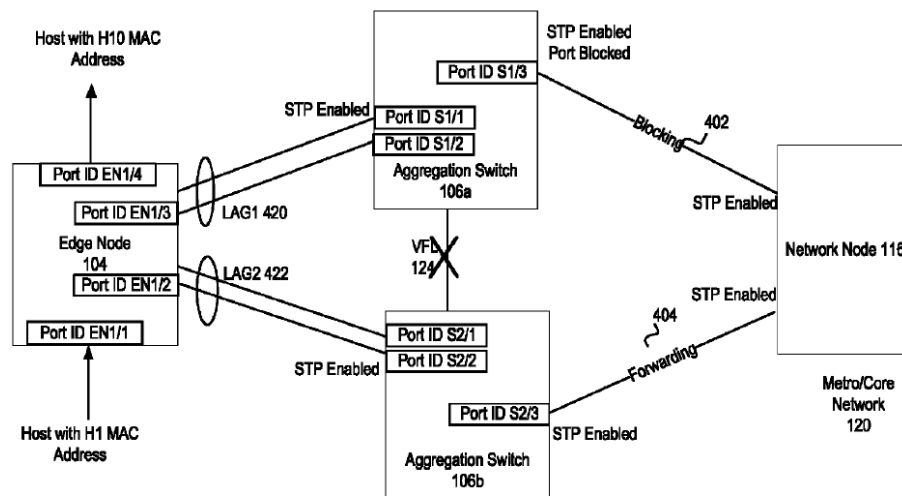 Host with H10 MAC
Address
STP Enabled
Port Blocked
Port ID S1/3
STP Enabled
Port ID S1/1
Port ID S1/2
Blocking
402
Aggregation Switch
106a
Port ID EN1/4
Port ID EN1/3
LAG1 420
STP Enabled
Edge Node
104
VFL
124
Network Node 116
LAG2 422
Port ID EN1/2
STP Enabled
404
Port ID EN1/1
Port ID S2/1
Port ID S2/2
STP Enabled
Forwarding
Metro/Core
Network
120
Port ID S2/3
STP Enabled
Host with H1 MAC
Address
Aggregation Switch
106b